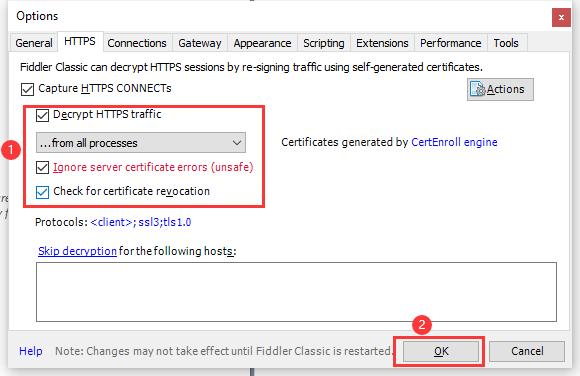 Options
x
General HTTPS Connections Gateway Appearance Scripting Extensions Performance Tools
Fiddler Classic can decrypt HTTPS sessions by re-signing traffic using self-generated certificates.
Capture HTTPS CONNECTs
Actions
Decrypt HTTPS traffic
1
...from all processes
Certificates generated by CertEnroll engine
Ignore server certificate errors (unsafe)
Check for certificate revocation
Protocols: <client>;ssl3;tls1.0
Skip decryption for the following hosts:
2
Help Note: Changes may not take effect until Fiddler Classic is restarted. OK Cancel